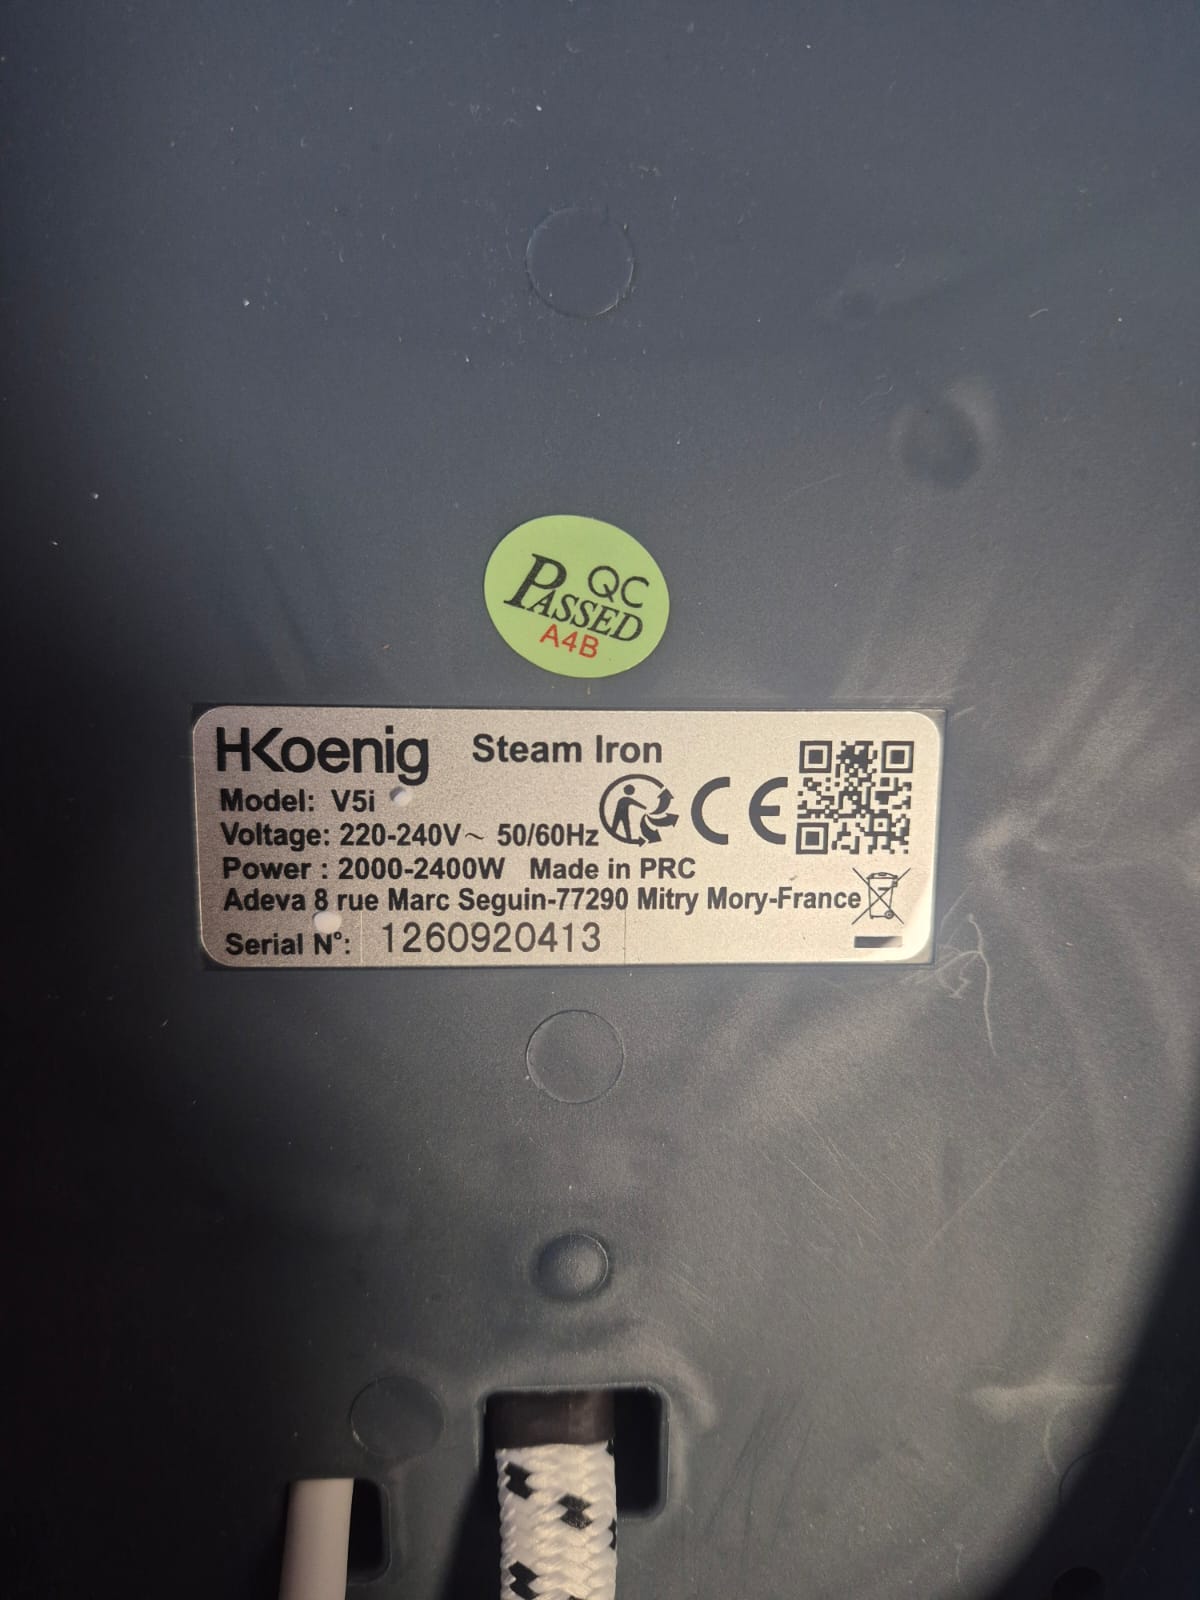 QC
PASSED
A4B
HKoenig Steam Iron
Model: V5i
Voltage: 220-240V~ 50/60Hz
CE
Power : 2000-2400W Made in PRC
Adeva 8 rue Marc Seguin-77290 Mitry Mory-France
Serial N°: 1260920413